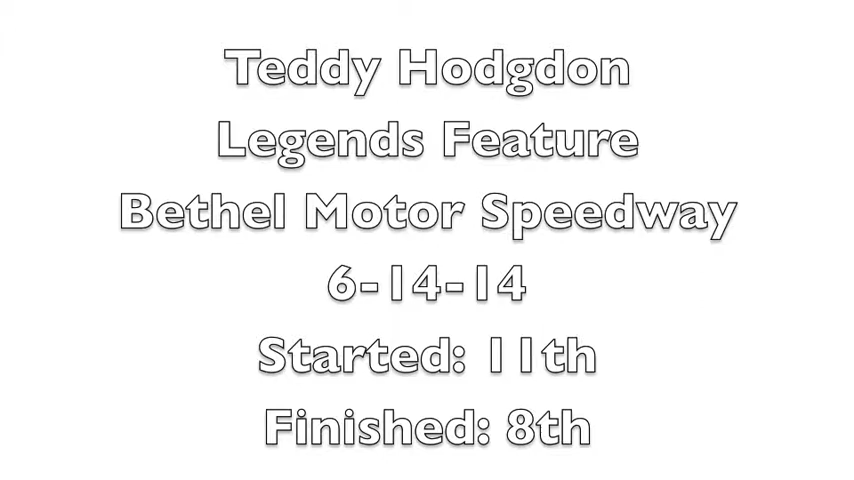 Teddy Hodgdon
Legends Feature
Bethel Motor Speedway
6-14-14
Started: 11th
Finished: 8th